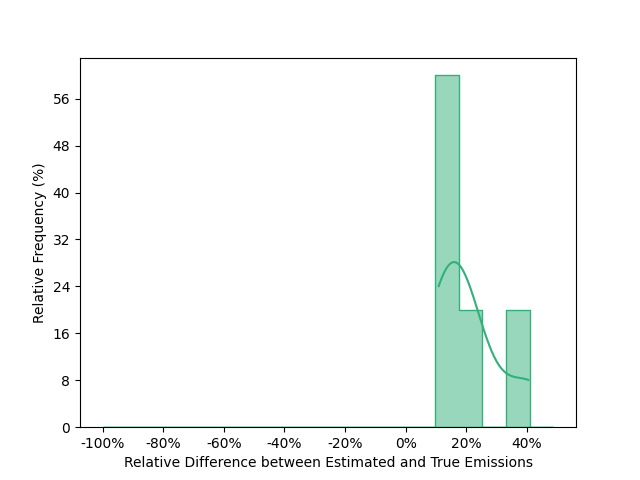 56
48
40
32
24
16
8
0
Relative Frequency (%)
-100% -80% -60% -40% -20% 0% 20% 40%
Relative Difference between Estimated and True Emissions